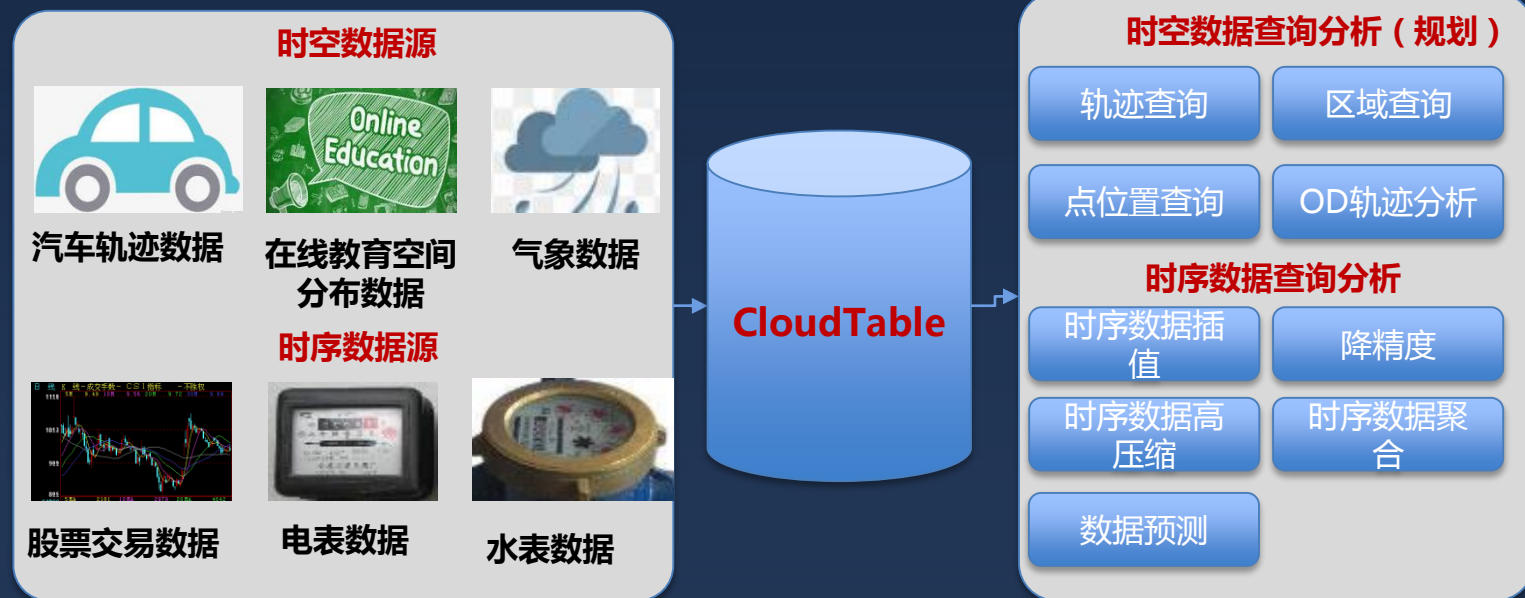 时空数据源
Online
Education
汽车轨迹数据
在线教育空间
分布数据
气象数据
时序数据源
股票交易数据
电表数据
水表数据
CloudTable
时空数据查询分析（规划）
轨迹查询
区域查询
点位置查询
OD轨迹分析
时序数据查询分析
时序数据插
值
降精度
时序数据高
压缩
时序数据聚
合
数据预测